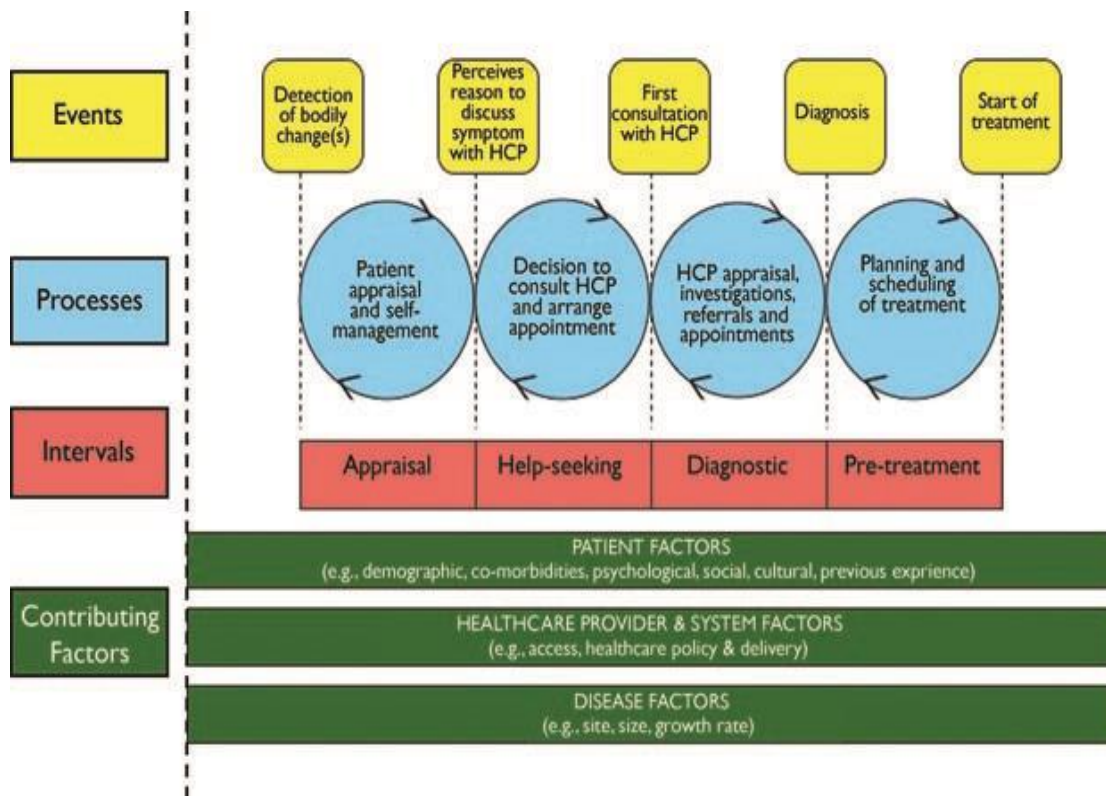 Events
Detection
of bodily
change(s)
Perceives
reason to
discuss
symptom
with HCP
First
consultation
with HCP
Diagnosis
Start of
treatment
Processes
Patient
appraisal
and self-
management
Decision to
consult HCP
and arrange
appointment
HCP appraisal,
investigations,
referrals and
appointments
Planning and
scheduling
of treatment
Intervals
Appraisal
Help-seeking
Diagnostic
Pre-treatment
Contributing
Factors
PATIENT FACTORS
(e.g., demographic, co-morbidities, psychological, social, cultural, previous exprience)
HEALTHCARE PROVIDER & SYSTEM FACTORS
(e.g., access, healthcare policy & delivery)
DISEASE FACTORS
(e.g., site, size, growth rate)